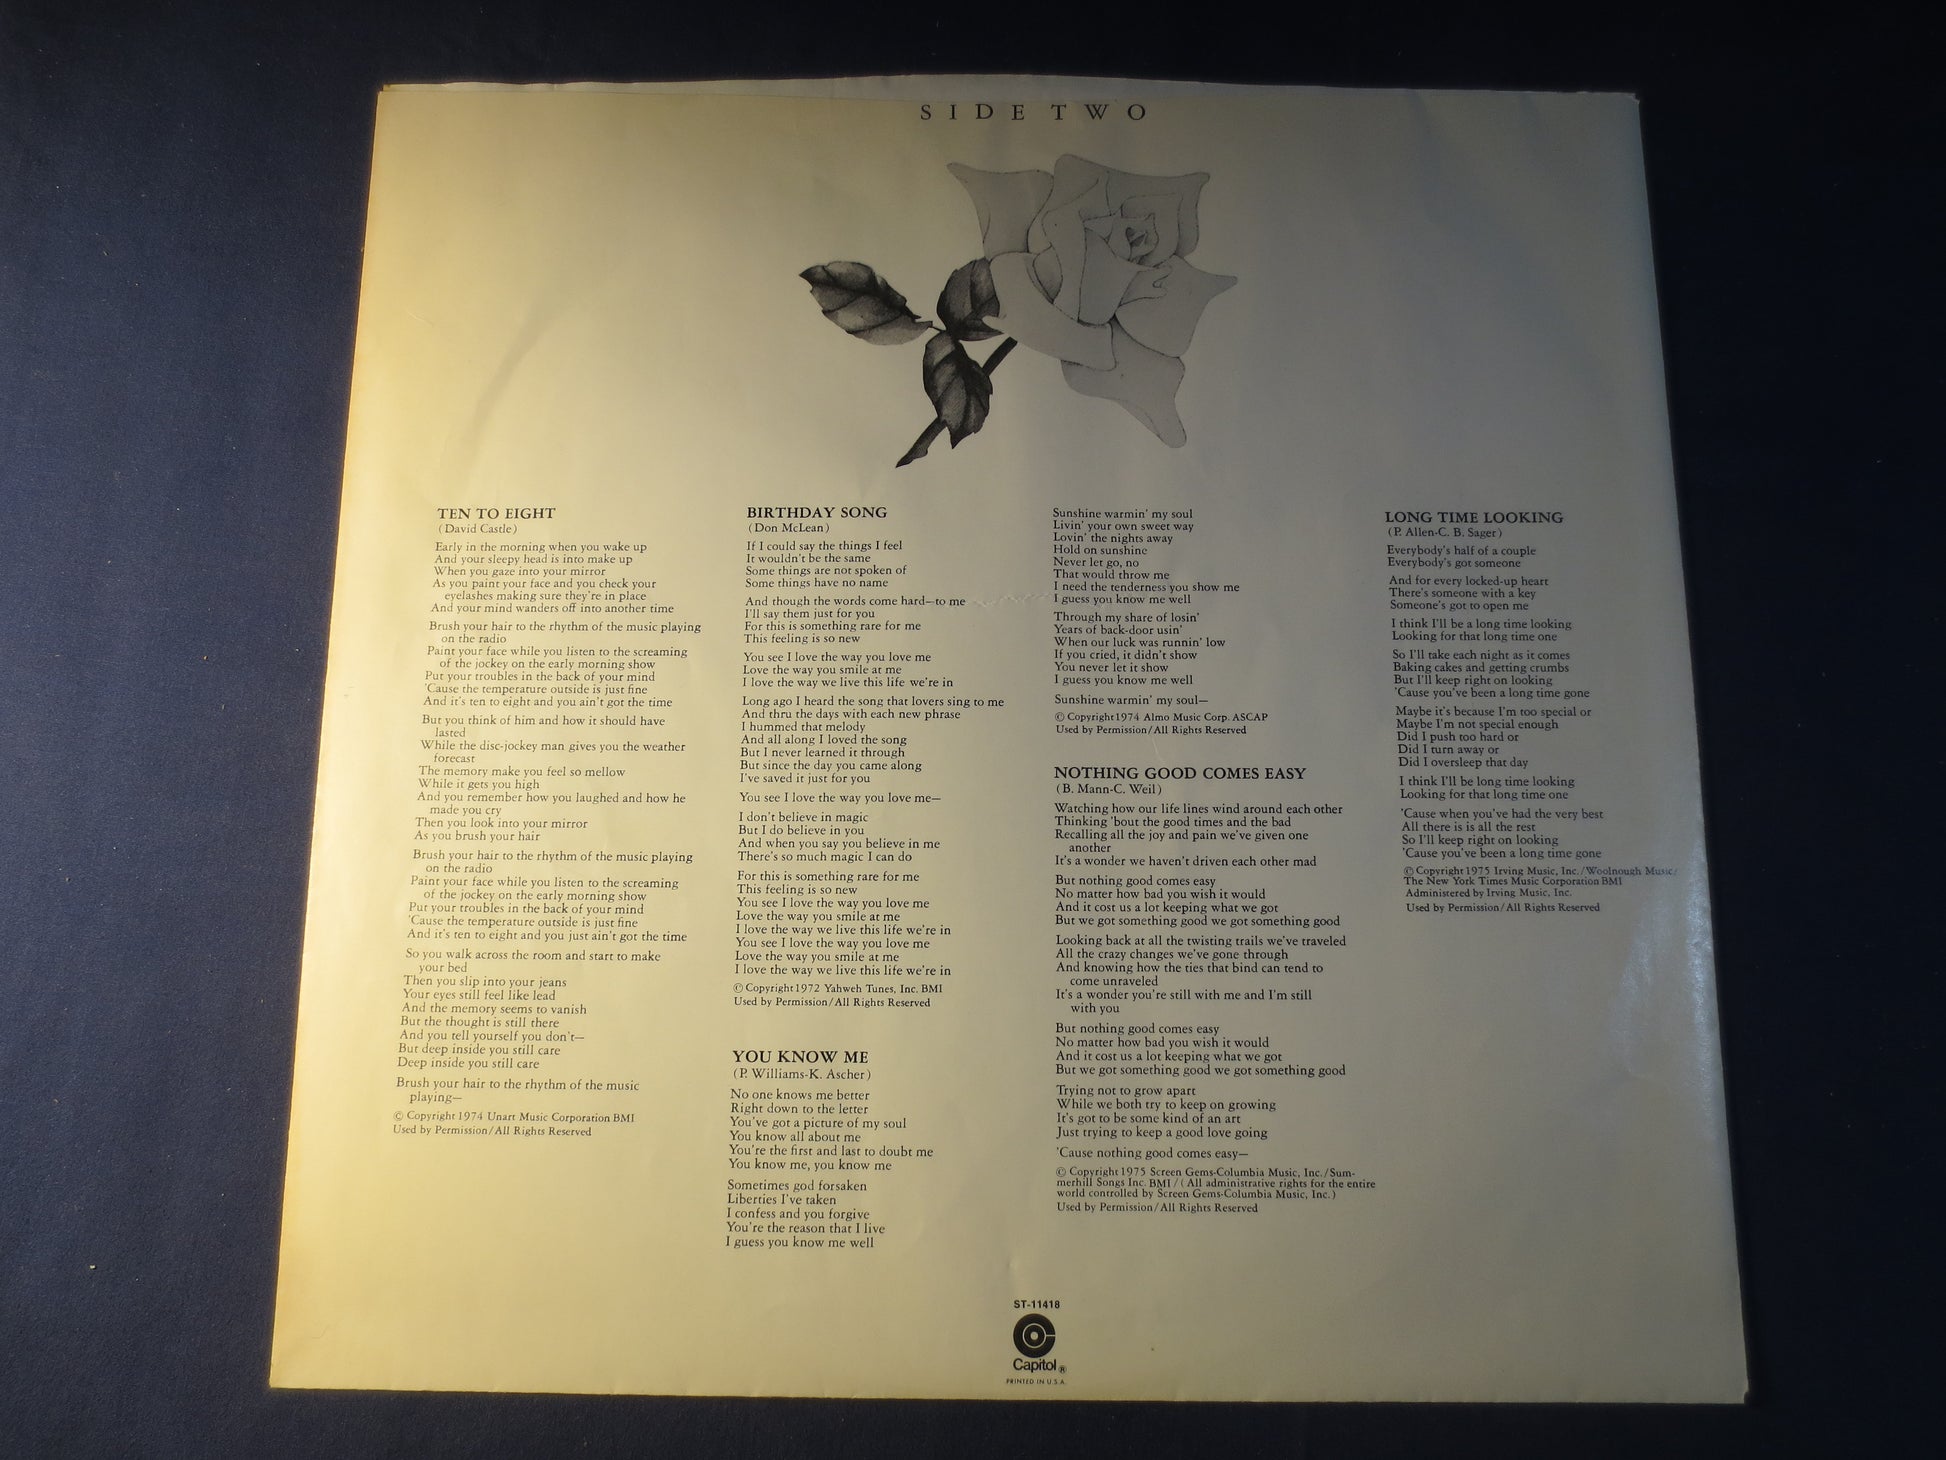 SIDE TWO
TEN TO EIGHT
(David Castle)
Early in the morning when you wake up
And your sleepy head is into make up
When you gaze into your mirror
As you paint your face and you check your
eyelashes making sure they're in place
And your mind wanders off into another time
Brush your hair to the rhythm of the music playing
on the radio
Paint your face while you listen to the screaming
of the jockey on the early morning show
Put your troubles in the back of your mind
'Cause the temperature outside is just fine
And it's ten to eight and you ain't got the time
But you think of him and how it should have
lasted
While the disc-jockey man gives you the weather
forecast
The memory make you feel so mellow
While it gets you high
And you remember how you laughed and how he
made you cry
Then you look into your mirror
As you brush your hair
Brush your hair to the rhythm of the music playing
on the radio
Paint your face while you listen to the screaming
of the jockey on the early morning show
Put your troubles in the back of your mind
'Cause the temperature outside is just fine
And it's ten to eight and you just ain't got the time
So you walk across the room and start to make
your bed
Then you slip into your jeans
Your eyes still feel like lead
And the memory seems to vanish
But the thought is still there
And you tell yourself you don't—
But deep inside you still care
Deep inside you still care
Brush your hair to the rhythm of the music
playing—
© Copyright 1974 Unart Music Corporation BMI
Used by Permission/All Rights Reserved
BIRTHDAY SONG
(Don McLean)
If I could say the things I feel
It wouldn't be the same
Some things are not spoken of
Some things have no name
And though the words come hard—to me
I'll say them just for you
For this is something rare for me
This feeling is so new
You see I love the way you love me
Love the way you smile at me
I love the way we live this life we're in
Long ago I heard the song that lovers sing to me
And thru the days with each new phrase
I hummed that melody
And all along I loved the song
But I never learned it through
But since the day you came along
I've saved it just for you
You see I love the way you love me—
I don't believe in magic
But I do believe in you
And when you say you believe in me
There's so much magic I can do
For this is something rare for me
This feeling is so new
You see I love the way you love me
Love the way you smile at me
I love the way we live this life we're in
You see I love the way you love me
Love the way you smile at me
I love the way we live this life we're in
© Copyright 1972 Yahweh Tunes, Inc. BMI
Used by Permission/All Rights Reserved
YOU KNOW ME
(P. Williams-K. Ascher)
No one knows me better
Right down to the letter
You've got a picture of my soul
You know all about me
You're the first and last to doubt me
You know me, you know me
Sometimes god forsaken
Liberties I've taken
I confess and you forgive
You're the reason that I live
I guess you know me well
Sunshine warmin' my soul
Livin' your own sweet way
Lovin' the nights away
Hold on sunshine
Never let go, no
That would throw me
I need the tenderness you show me
I guess you know me well
Through my share of losin'
Years of back-door usin'
When our luck was runnin' low
If you cried, it didn't show
You never let it show
I guess you know me well
Sunshine warmin' my soul—
© Copyright 1974 Almo Music Corp. ASCAP
Used by Permission/All Rights Reserved
NOTHING GOOD COMES EASY
(B. Mann-C. Weil)
Watching how our life lines wind around each other
Thinking 'bout the good times and the bad
Recalling all the joy and pain we've given one
another
It's a wonder we haven't driven each other mad
But nothing good comes easy
No matter how bad you wish it would
And it cost us a lot keeping what we got
But we got something good we got something good
Looking back at all the twisting trails we've traveled
All the crazy changes we've gone through
And knowing how the ties that bind can tend to
come unraveled
It's a wonder you're still with me and I'm still
with you
But nothing good comes easy
No matter how bad you wish it would
And it cost us a lot keeping what we got
But we got something good we got something good
Trying not to grow apart
While we both try to keep on growing
It's got to be some kind of an art
Just trying to keep a good love going
'Cause nothing good comes easy—
© Copyright 1975 Screen Gems-Columbia Music, Inc./Sum-
merhill Songs Inc. BMI/(All administrative rights for the entire
world controlled by Screen Gems-Columbia Music, Inc.)
Used by Permission/All Rights Reserved
LONG TIME LOOKING
(P. Allen-C. B. Sager)
Everybody's half of a couple
Everybody's got someone
And for every locked-up heart
There's someone with a key
Someone's got to open me
I think I'll be a long time looking
Looking for that long time one
So I'll take each night as it comes
Baking cakes and getting crumbs
But I'll keep right on looking
'Cause you've been a long time gone
Maybe it's because I'm too special or
Maybe I'm not special enough
Did I push too hard or
Did I turn away or
Did I oversleep that day
I think I'll be long time looking
Looking for that long time one
'Cause when you've had the very best
All there is is all the rest
So I'll keep right on looking
'Cause you've been a long time gone
© Copyright 1975 Irving Music, Inc./Woolnough Music/
The New York Times Music Corporation BMI
Administered by Irving Music, Inc.
Used by Permission/All Rights Reserved
ST-11418
Capitol®
PRINTED IN U.S.A.